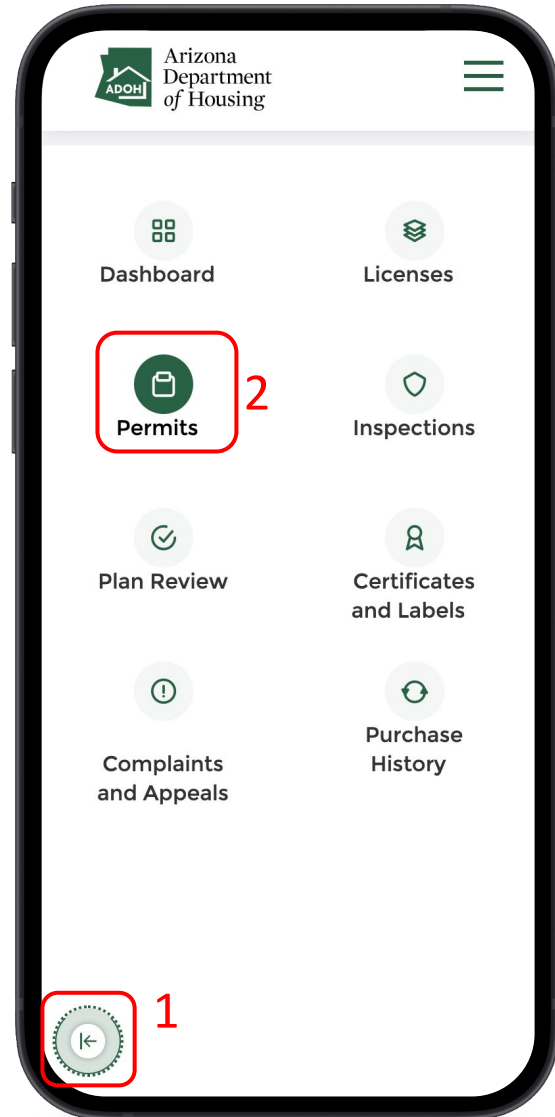 Arizona
Department
of Housing
ADOH
Dashboard
Licenses
2
Permits
Inspections
Plan Review
Certificates
and Labels
Purchase
History
Complaints
and Appeals
1